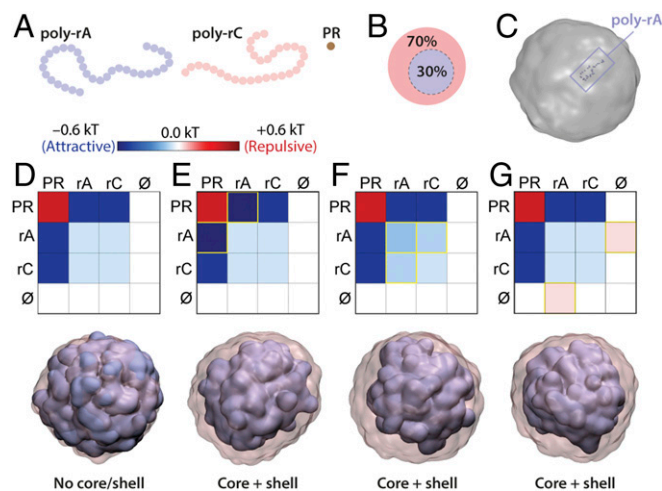 A
poly-rA
poly-rC
PR
B
70%
30%
C
poly-rA
−0.6 kT
0.0 kT
+0.6 kT
(Attractive)
(Repulsive)
D
PR rA rC Ø
PR
rA
rC
Ø
No core/shell
E
PR rA rC Ø
PR
rA
rC
Ø
Core + shell
F
PR rA rC Ø
PR
rA
rC
Ø
Core + shell
G
PR rA rC Ø
PR
rA
rC
Ø
Core + shell